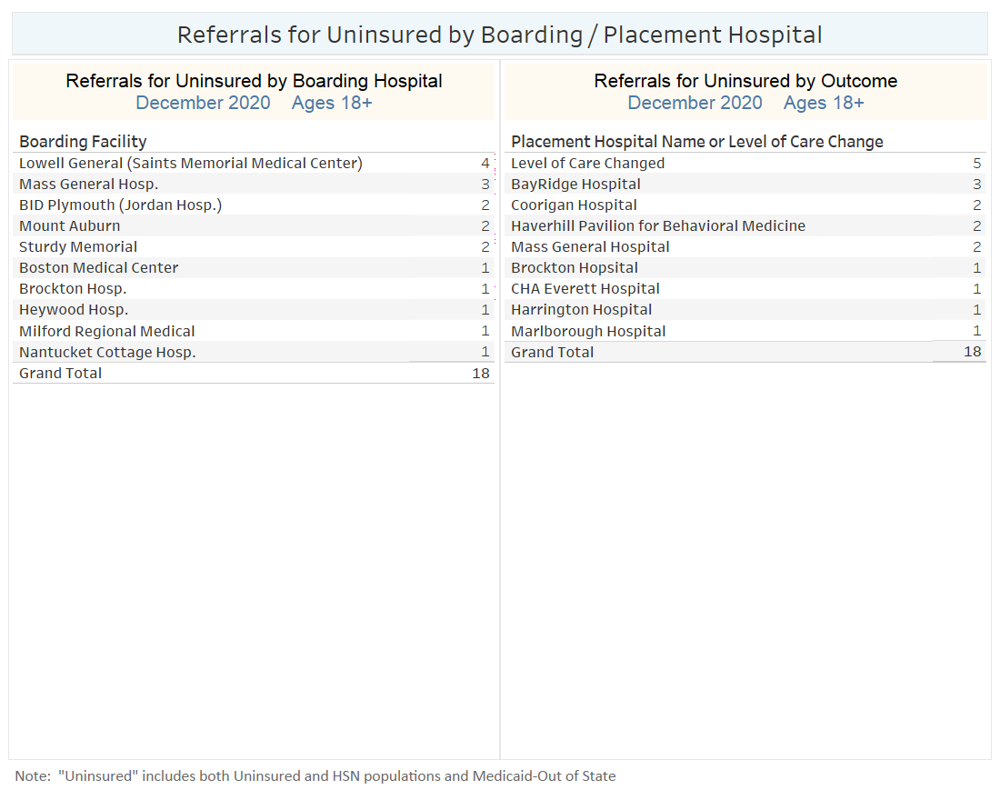 Referrals for Uninsured by Boarding / Placement Hospital
Referrals for Uninsured by Boarding Hospital
December 2020 Ages 18+
Boarding Facility
Lowell General (Saints Memorial Medical Center) 4
Mass General Hosp. 3
BID Plymouth (Jordan Hosp.) 2
Mount Auburn 2
Sturdy Memorial 2
Boston Medical Center 1
Brockton Hosp. 1
Heywood Hosp. 1
Milford Regional Medical 1
Nantucket Cottage Hosp. 1
Grand Total 18
Referrals for Uninsured by Outcome
December 2020 Ages 18+
Placement Hospital Name or Level of Care Change
Level of Care Changed 5
BayRidge Hospital 3
Coorigan Hospital 2
Haverhill Pavilion for Behavioral Medicine 2
Mass General Hospital 2
Brockton Hopsital 1
CHA Everett Hospital 1
Harrington Hospital 1
Marlborough Hospital 1
Grand Total 18
Note: "Uninsured" includes both Uninsured and HSN populations and Medicaid-Out of State